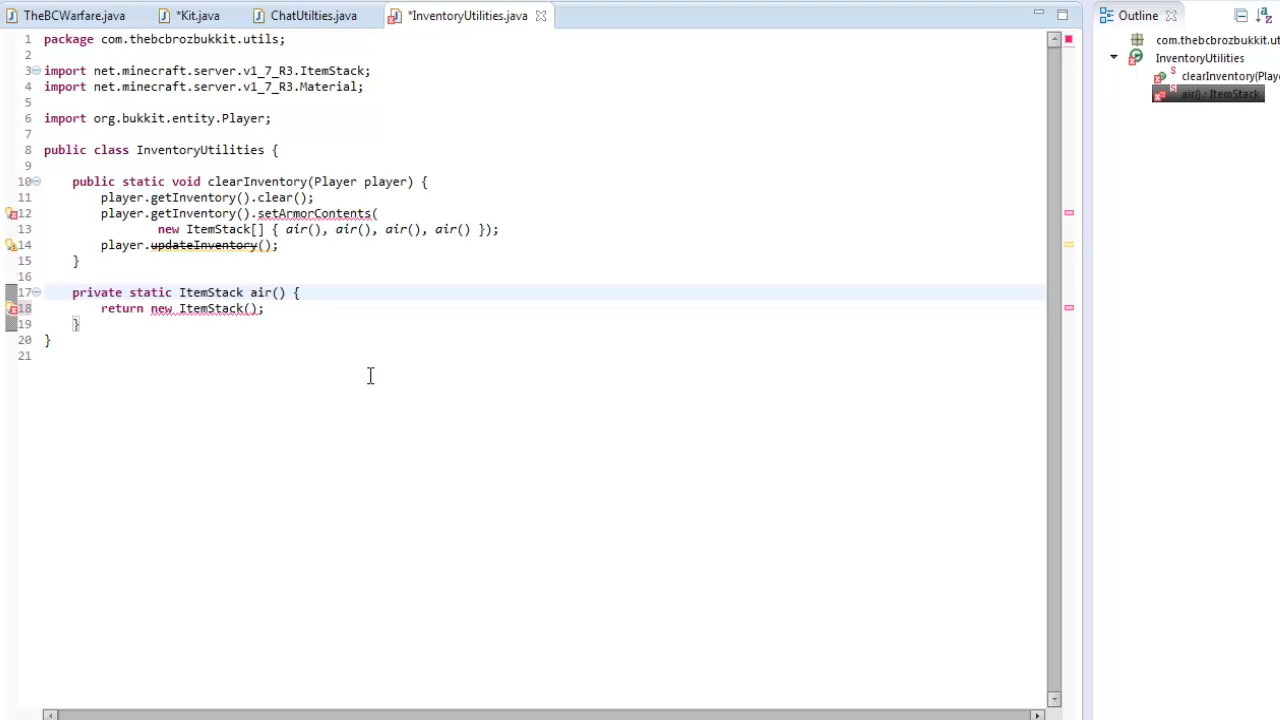 TheBCWarfare.java *Kit.java ChatUtilties.java *InventoryUtilities.java
1 package com.thebcbrozbukkit.utils;
2
3 import net.minecraft.server.v1_7_R3.ItemStack;
4 import net.minecraft.server.v1_7_R3.Material;
5
6 import org.bukkit.entity.Player;
7
8 public class InventoryUtilities {
9
10 public static void clearInventory(Player player) {
11 player.getInventory().clear();
12 player.getInventory().setArmorContents(
13 new ItemStack[] { air(), air(), air(), air() });
14 player.updateInventory();
15 }
16
17 private static ItemStack air() {
18 return new ItemStack();
19 }
20 }
21
Outline
com.thebcbrozbukkit.ut
InventoryUtilities
clearInventory(Playe
air() : ItemStack